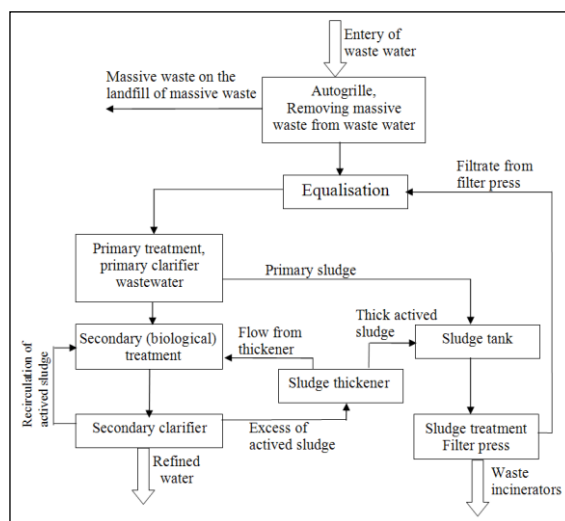 Entery of
waste water
Massive waste on the
landfill of massive waste
Autogrille,
Removing massive
waste from waste water
Filtrate from
filter press
Equalisation
Primary treatment,
primary clarifier
wastewater
Primary sludge
Secondary (biological)
treatment
Flow from
thickener
Thick actived
sludge
Sludge tank
Recirculation of
actived sludge
Sludge thickener
Secondary clarifier
Excess of
actived sludge
Sludge treatment
Filter press
Refined
water
Waste
incinerators